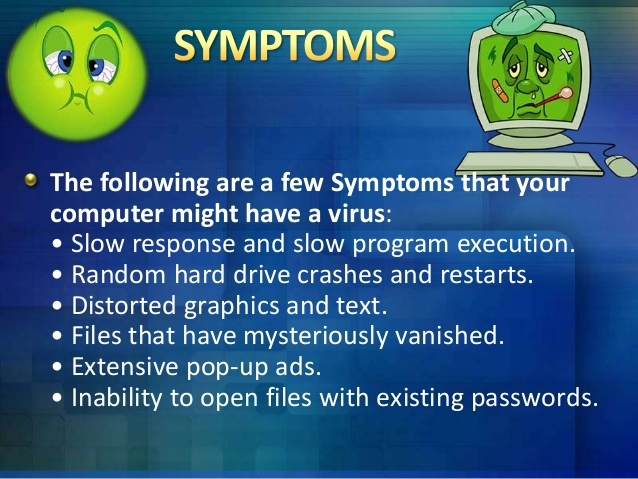 SYMPTOMS
The following are a few Symptoms that your
computer might have a virus:
• Slow response and slow program execution.
• Random hard drive crashes and restarts.
• Distorted graphics and text.
• Files that have mysteriously vanished.
• Extensive pop-up ads.
• Inability to open files with existing passwords.